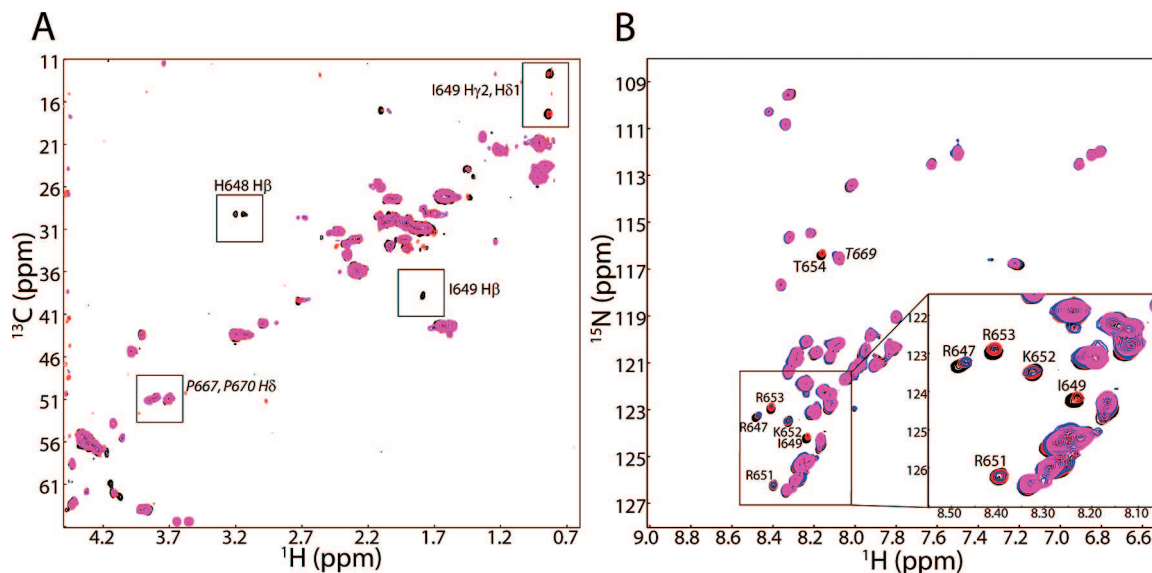 A
B
11
16
21
26
31
36
41
46
51
56
61
13C (ppm)
4.2
3.7
3.2
2.7
2.2
1.7
1.2
0.7
1H (ppm)
I649 Hγ2, Hδ1
H648 Hβ
I649 Hβ
P667, P670 Hδ
109
111
113
115
117
119
121
123
125
127
15N (ppm)
9.0
8.8
8.6
8.4
8.2
8.0
7.8
7.6
7.4
7.2
7.0
6.8
6.6
1H (ppm)
T654
T669
R653
R647
K652
I649
R651
122
123
124
125
126
R653
R647
K652
I649
R651
8.50
8.40
8.30
8.20
8.10